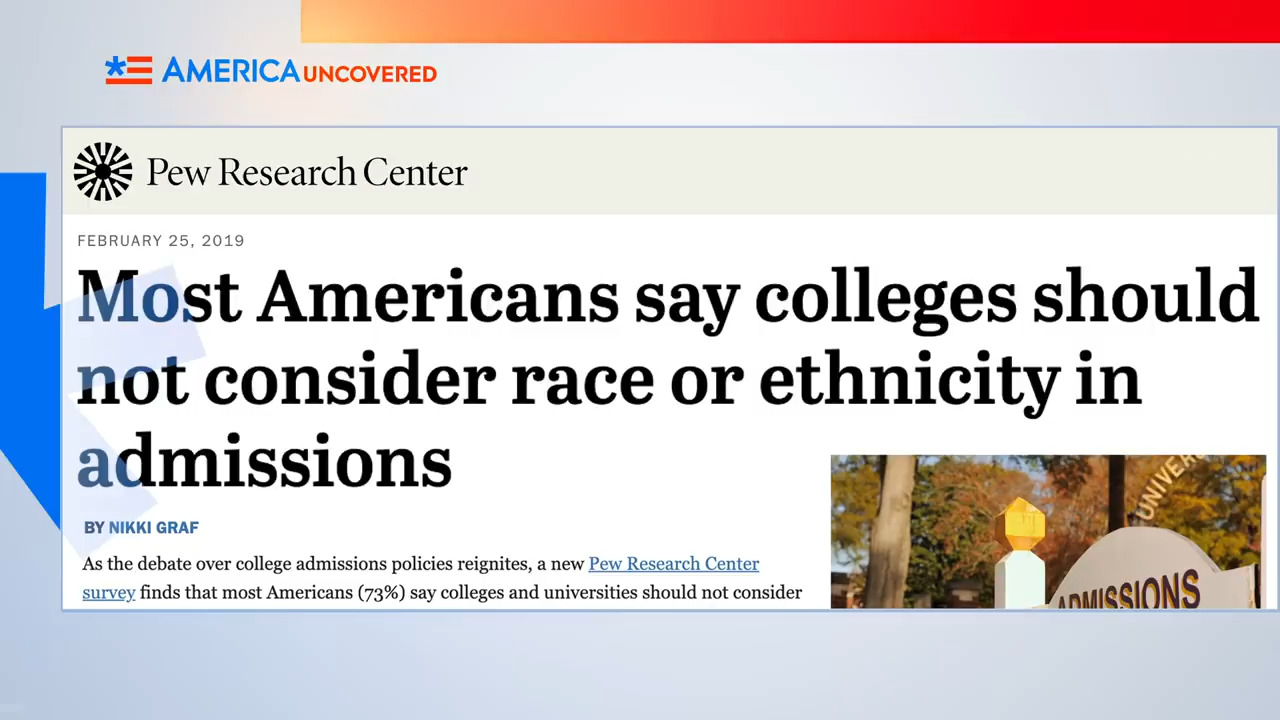 AMERICA UNCOVERED
Pew Research Center
FEBRUARY 25, 2019
Most Americans say colleges should
not consider race or ethnicity in
admissions
BY NIKKI GRAF
As the debate over college admissions policies reignites, a new Pew Research Center
survey finds that most Americans (73%) say colleges and universities should not consider
UNIVER
ADMISSIONS